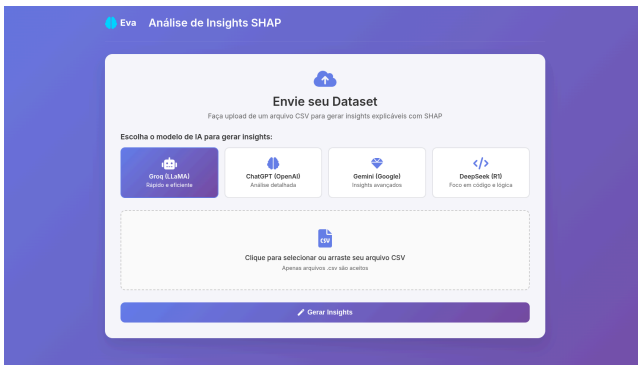 Eva Análise de Insights SHAP
Envie seu Dataset
Faça upload de um arquivo CSV para gerar insights explicáveis com SHAP
Escolha o modelo de IA para gerar insights:
Groq (LLaMA)
Rápido e eficiente
ChatGPT (OpenAI)
Análise detalhada
Gemini (Google)
Insights avançados
DeepSeek (R1)
Foco em código e lógica
CSV
Clique para selecionar ou arraste seu arquivo CSV
Apenas arquivos .csv são aceitos
Gerar Insights